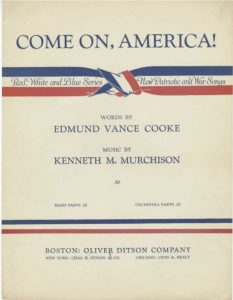 COME ON, AMERICA!
Red, White and Blue Series
New Patriotic and War Songs
WORDS BY
EDMUND VANCE COOKE
MUSIC BY
KENNETH M. MURCHISON
BAND PARTS .25
ORCHESTRA PARTS .25
BOSTON: OLIVER DITSON COMPANY
NEW YORK: CHAS. H. DITSON & CO.
CHICAGO: LYON & HEALY